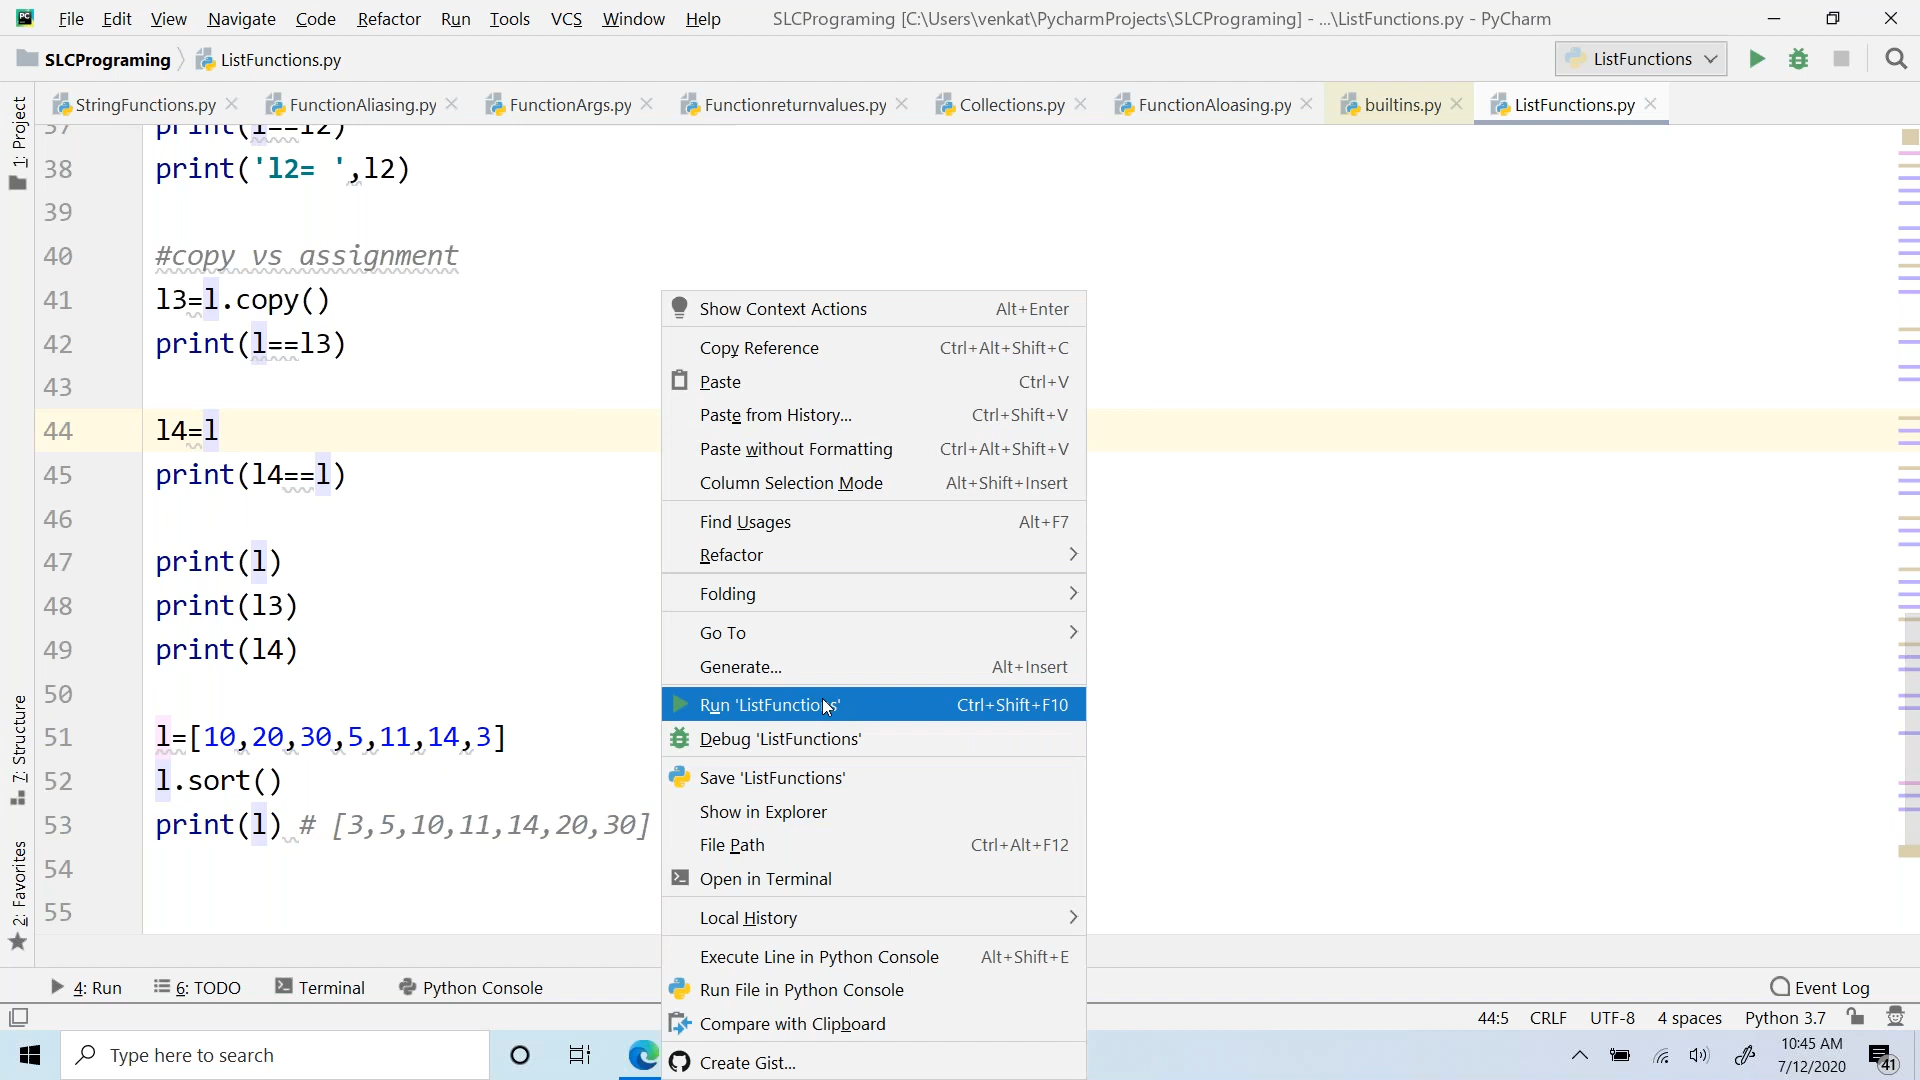 File Edit View Navigate Code Refactor Run Tools VCS Window Help SLCPrograming [C:\Users\venkat\PycharmProjects\SLCPrograming] - ...\ListFunctions.py - PyCharm
SLCPrograming ListFunctions.py ListFunctions
StringFunctions.py FunctionAliasing.py FunctionArgs.py Functionreturnvalues.py Collections.py FunctionAloasing.py builtins.py ListFunctions.py
1: Project
7: Structure
2: Favorites
37 print(l==l2)
38 print('l2= ',l2)
39
40 #copy vs assignment
41 l3=l.copy()
42 print(l==l3)
43
44 l4=l
45 print(l4==l)
46
47 print(l)
48 print(l3)
49 print(l4)
50
51 l=[10,20,30,5,11,14,3]
52 l.sort()
53 print(l) # [3,5,10,11,14,20,30]
54
55
Show Context Actions Alt+Enter
Copy Reference Ctrl+Alt+Shift+C
Paste Ctrl+V
Paste from History... Ctrl+Shift+V
Paste without Formatting Ctrl+Alt+Shift+V
Column Selection Mode Alt+Shift+Insert
Find Usages Alt+F7
Refactor
Folding
Go To
Generate... Alt+Insert
Run 'ListFunctions' Ctrl+Shift+F10
Debug 'ListFunctions'
Save 'ListFunctions'
Show in Explorer
File Path Ctrl+Alt+F12
Open in Terminal
Local History
Execute Line in Python Console Alt+Shift+E
Run File in Python Console
Compare with Clipboard
Create Gist...
4: Run 6: TODO Terminal Python Console Event Log
44:5 CRLF UTF-8 4 spaces Python 3.7
Type here to search
10:45 AM
7/12/2020
41